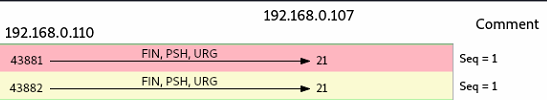 192.168.0.107
Comment
192.168.0.110
43881 FIN, PSH, URG 21 Seq = 1
43882 FIN, PSH, URG 21 Seq = 1